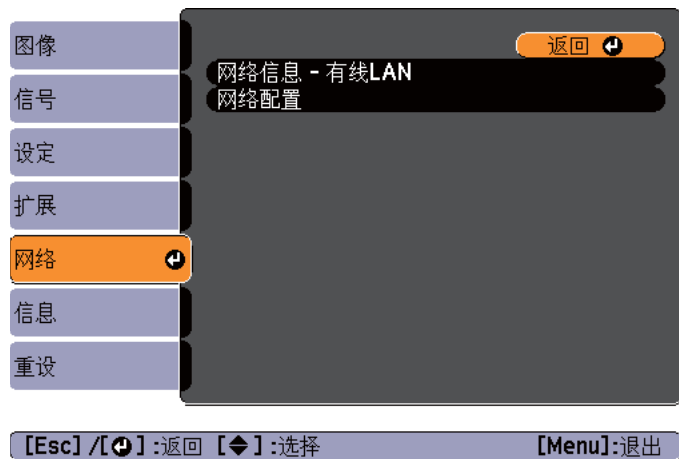 图像
信号
设定
扩展
网络
信息
重设
返回
网络信息 - 有线LAN
网络配置
[Esc] /[ ] :返回 [ ] :选择 [Menu]:退出